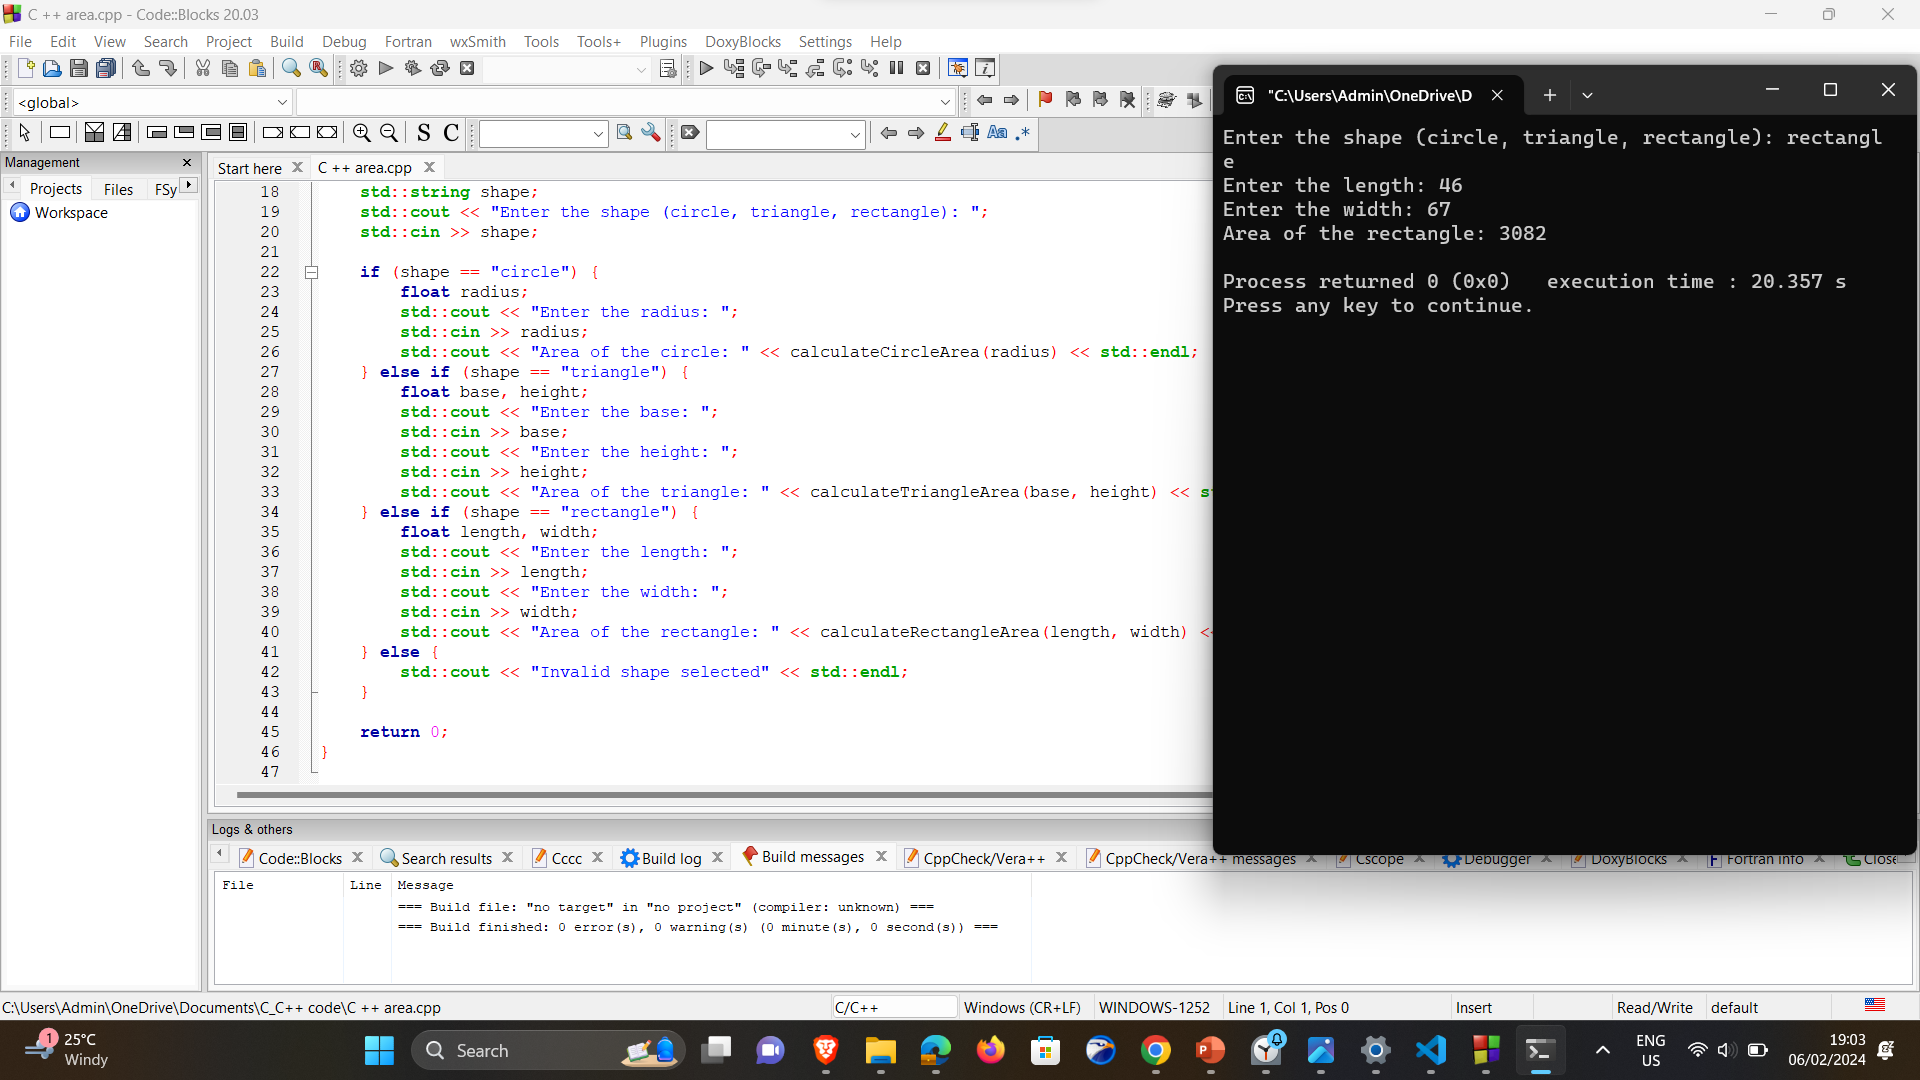 C ++ area.cpp - Code::Blocks 20.03
File Edit View Search Project Build Debug Fortran wxSmith Tools Tools+ Plugins DoxyBlocks Settings Help
<global>
S C
Aa .*
Management
Projects Files FSy
Workspace
Start here
C ++ area.cpp
18 std::string shape;
19 std::cout << "Enter the shape (circle, triangle, rectangle): ";
20 std::cin >> shape;
21
22 if (shape == "circle") {
23 float radius;
24 std::cout << "Enter the radius: ";
25 std::cin >> radius;
26 std::cout << "Area of the circle: " << calculateCircleArea(radius) << std::endl;
27 } else if (shape == "triangle") {
28 float base, height;
29 std::cout << "Enter the base: ";
30 std::cin >> base;
31 std::cout << "Enter the height: ";
32 std::cin >> height;
33 std::cout << "Area of the triangle: " << calculateTriangleArea(base, height) << s
34 } else if (shape == "rectangle") {
35 float length, width;
36 std::cout << "Enter the length: ";
37 std::cin >> length;
38 std::cout << "Enter the width: ";
39 std::cin >> width;
40 std::cout << "Area of the rectangle: " << calculateRectangleArea(length, width) <
41 } else {
42 std::cout << "Invalid shape selected" << std::endl;
43 }
44
45 return 0;
46 }
47
"C:\Users\Admin\OneDrive\D
Enter the shape (circle, triangle, rectangle): rectangl
e
Enter the length: 46
Enter the width: 67
Area of the rectangle: 3082
Process returned 0 (0x0) execution time : 20.357 s
Press any key to continue.
Logs & others
Code::Blocks Search results Cccc Build log Build messages CppCheck/Vera++ CppCheck/Vera++ messages Cscope Debugger DoxyBlocks Fortran info Close
File Line Message
=== Build file: "no target" in "no project" (compiler: unknown) ===
=== Build finished: 0 error(s), 0 warning(s) (0 minute(s), 0 second(s)) ===
C:\Users\Admin\OneDrive\Documents\C_C++ code\C ++ area.cpp C/C++ Windows (CR+LF) WINDOWS-1252 Line 1, Col 1, Pos 0 Insert Read/Write default
1
25°C
Windy
Search
ENG
US
19:03
06/02/2024